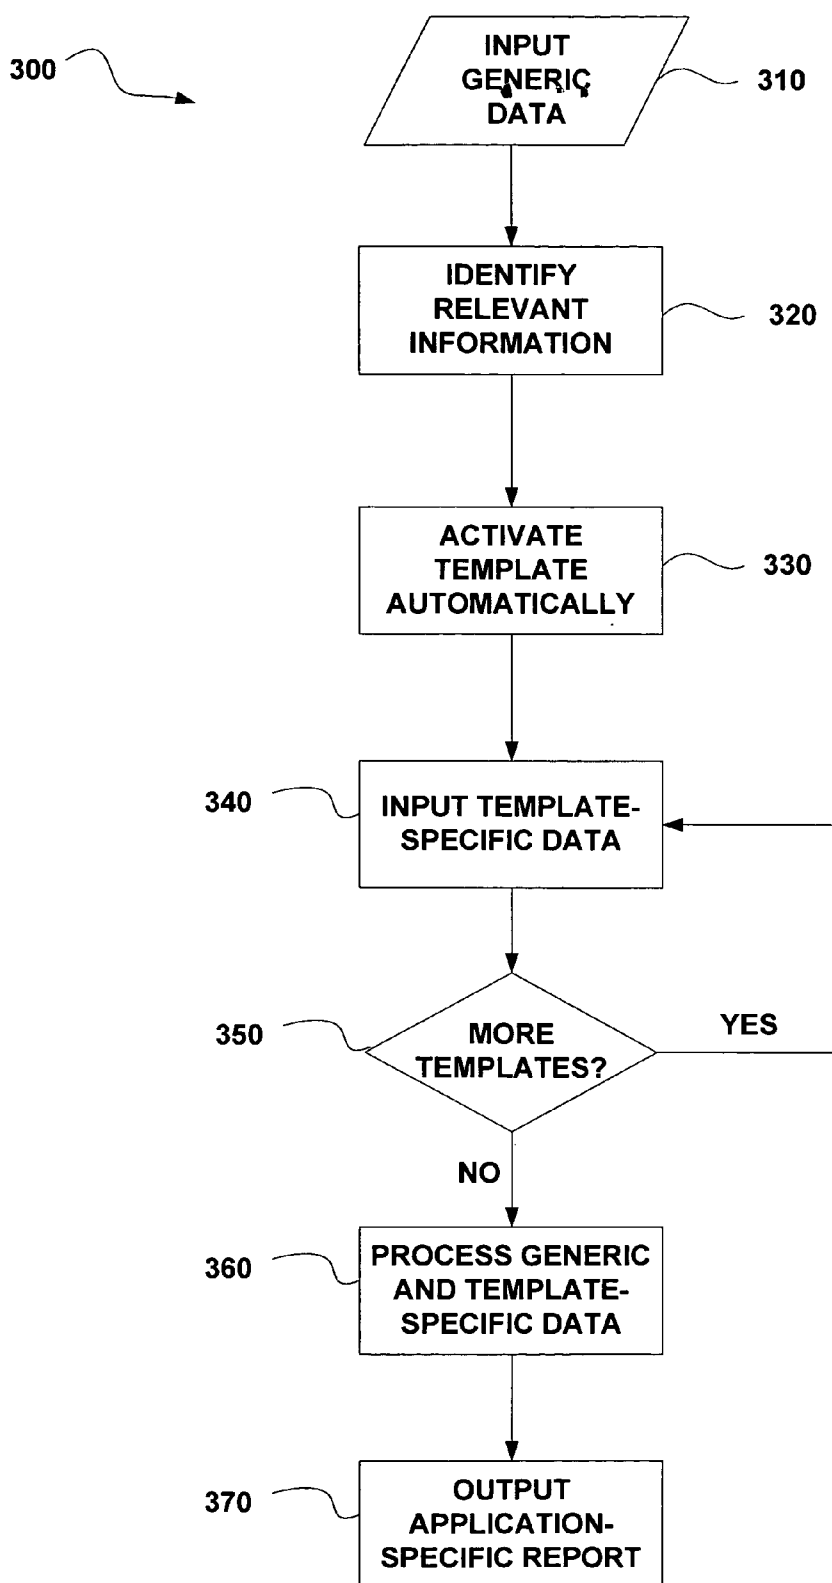 300
INPUT
GENERIC
DATA
310
IDENTIFY
RELEVANT
INFORMATION
320
ACTIVATE
TEMPLATE
AUTOMATICALLY
330
340
INPUT TEMPLATE-
SPECIFIC DATA
350
MORE
TEMPLATES?
YES
NO
360
PROCESS GENERIC
AND TEMPLATE-
SPECIFIC DATA
370
OUTPUT
APPLICATION-
SPECIFIC REPORT